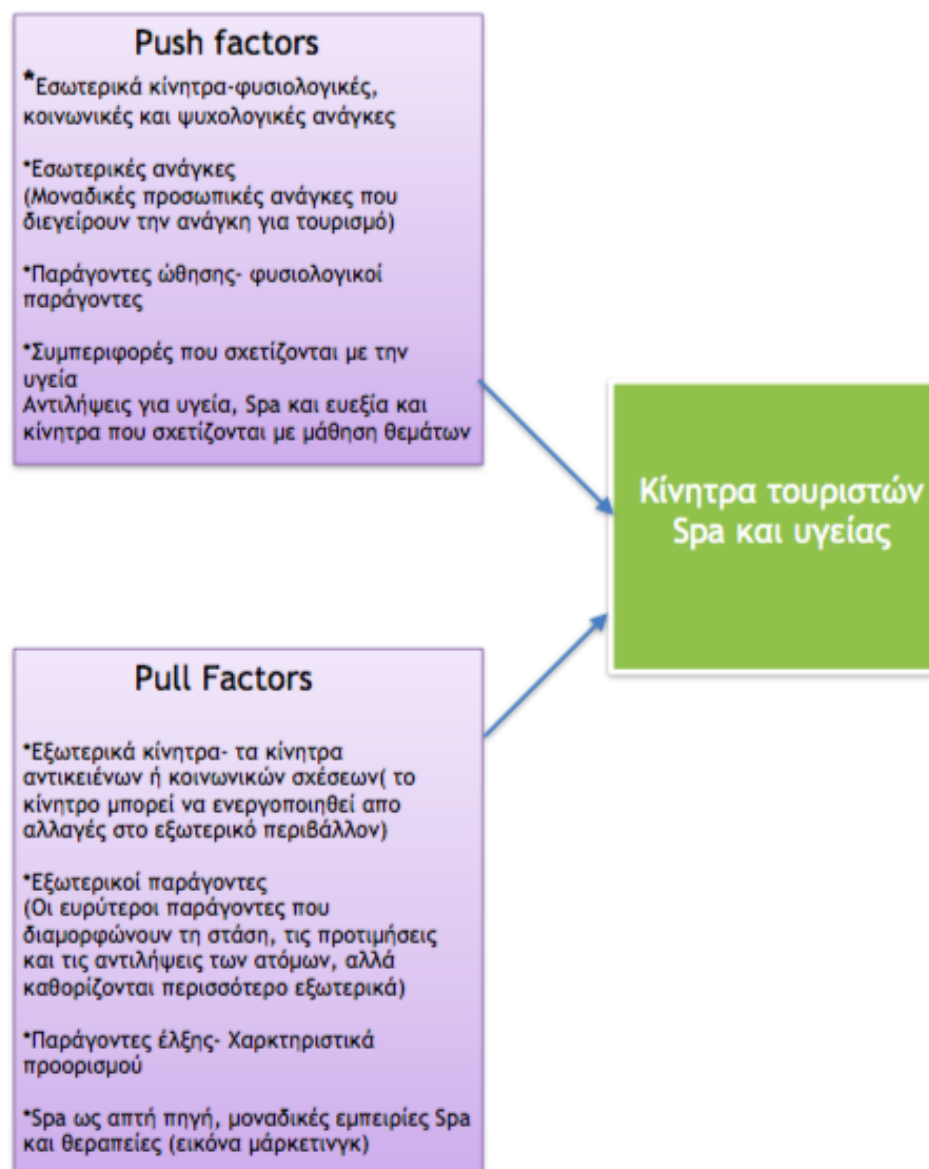 Push factors
*Εσωτερικά κίνητρα-φυσιολογικές,
κοινωνικές και ψυχολογικές ανάγκες
*Εσωτερικές ανάγκες
(Μοναδικές προσωπικές ανάγκες που
διεγείρουν την ανάγκη για τουρισμό)
*Παράγοντες ώθησης- φυσιολογικοί
παράγοντες
*Συμπεριφορές που σχετίζονται με την
υγεία
Αντιλήψεις για υγεία, Spa και ευεξία και
κίνητρα που σχετίζονται με μάθηση θεμάτων
Κίνητρα τουριστών
Spa και υγείας
Pull Factors
*Εξωτερικά κίνητρα- τα κίνητρα
αντικειένων ή κοινωνικών σχέσεων( το
κίνητρο μπορεί να ενεργοποιηθεί απο
αλλαγές στο εξωτερικό περιβάλλον)
*Εξωτερικοί παράγοντες
(Οι ευρύτεροι παράγοντες που
διαμορφώνουν τη στάση, τις προτιμήσεις
και τις αντιλήψεις των ατόμων, αλλά
καθορίζονται περισσότερο εξωτερικά)
*Παράγοντες έλξης- Χαρκτηριστικά
προορισμού
*Spa ως απτή πηγή, μοναδικές εμπειρίες Spa
και θεραπείες (εικόνα μάρκετινγκ)